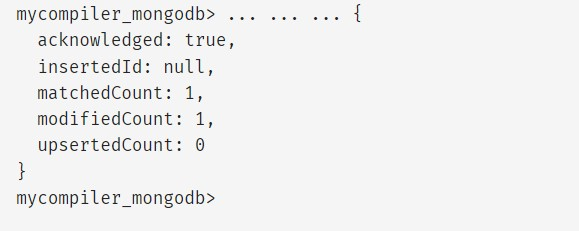 mycompiler_mongodb> ... ... ... {
  acknowledged: true,
  insertedId: null,
  matchedCount: 1,
  modifiedCount: 1,
  upsertedCount: 0
}
mycompiler_mongodb>